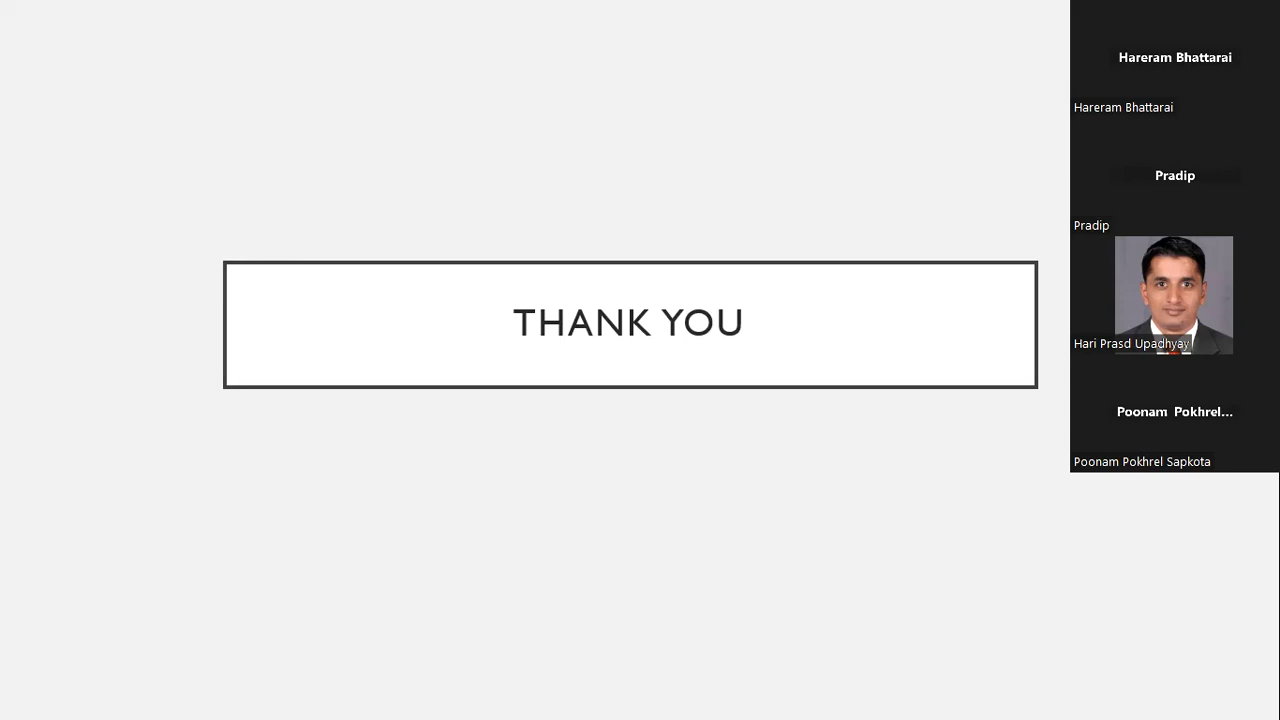 THANK YOU
Hareram Bhattarai
Hareram Bhattarai
Pradip
Pradip
Hari Prasd Upadhyay
Poonam Pokhrel...
Poonam Pokhrel Sapkota